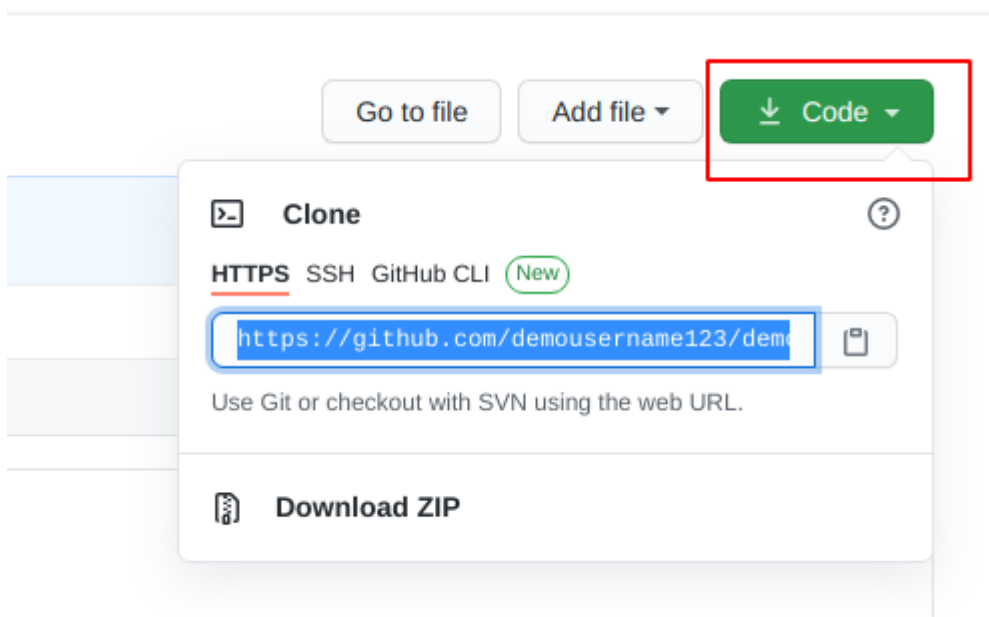 Go to file Add file Code
Clone
HTTPS SSH GitHub CLI New
https://github.com/demousername123/demo
Use Git or checkout with SVN using the web URL.
Download ZIP